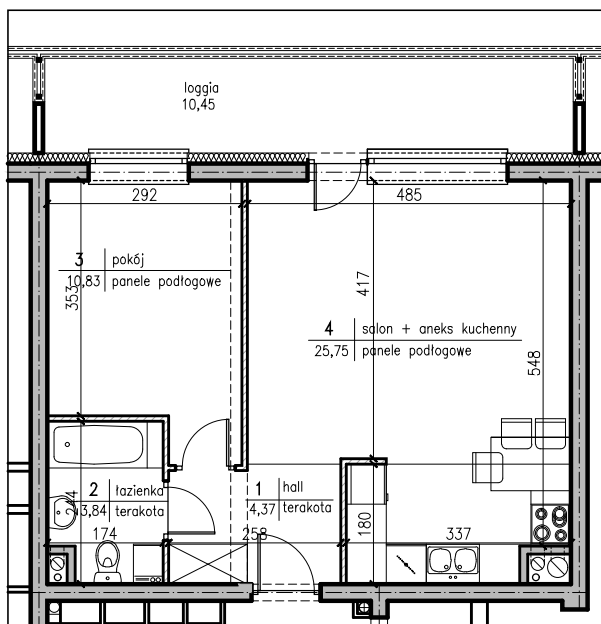 loggia
10,45
292
485
3 pokój
10,83 panele podłogowe
353
417
4 salon + aneks kuchenny
25,75 panele podłogowe
548
2 łazienka
3,84 terakota
1 hall
4,37 terakota
174
258
180
337